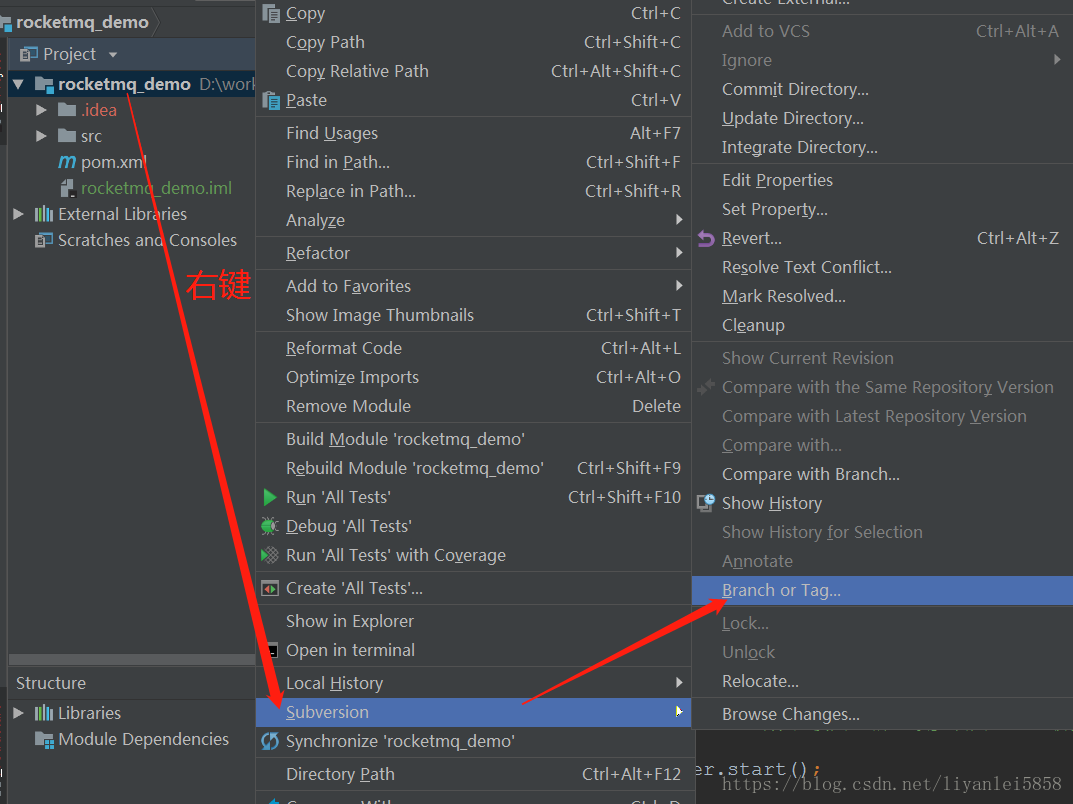 rocketmq_demo
Project
rocketmq_demo D:\work
.idea
src
pom.xml
rocketmq_demo.iml
External Libraries
Scratches and Consoles
右键
Structure
Libraries
Module Dependencies
Copy Ctrl+C
Copy Path Ctrl+Shift+C
Copy Relative Path Ctrl+Alt+Shift+C
Paste Ctrl+V
Find Usages Alt+F7
Find in Path... Ctrl+Shift+F
Replace in Path... Ctrl+Shift+R
Analyze
Refactor
Add to Favorites
Show Image Thumbnails Ctrl+Shift+T
Reformat Code Ctrl+Alt+L
Optimize Imports Ctrl+Alt+O
Remove Module Delete
Build Module 'rocketmq_demo'
Rebuild Module 'rocketmq_demo' Ctrl+Shift+F9
Run 'All Tests' Ctrl+Shift+F10
Debug 'All Tests'
Run 'All Tests' with Coverage
Create 'All Tests'...
Show in Explorer
Open in terminal
Local History
Subversion
Synchronize 'rocketmq_demo'
Directory Path Ctrl+Alt+F12
Create External...
Add to VCS Ctrl+Alt+A
Ignore
Commit Directory...
Update Directory...
Integrate Directory...
Edit Properties
Set Property...
Revert... Ctrl+Alt+Z
Resolve Text Conflict...
Mark Resolved...
Cleanup
Show Current Revision
Compare with the Same Repository Version
Compare with Latest Repository Version
Compare with...
Compare with Branch...
Show History
Show History for Selection
Annotate
Branch or Tag...
Lock...
Unlock
Relocate...
Browse Changes...
er.start();
https://blog.csdn.net/liyanlei5858